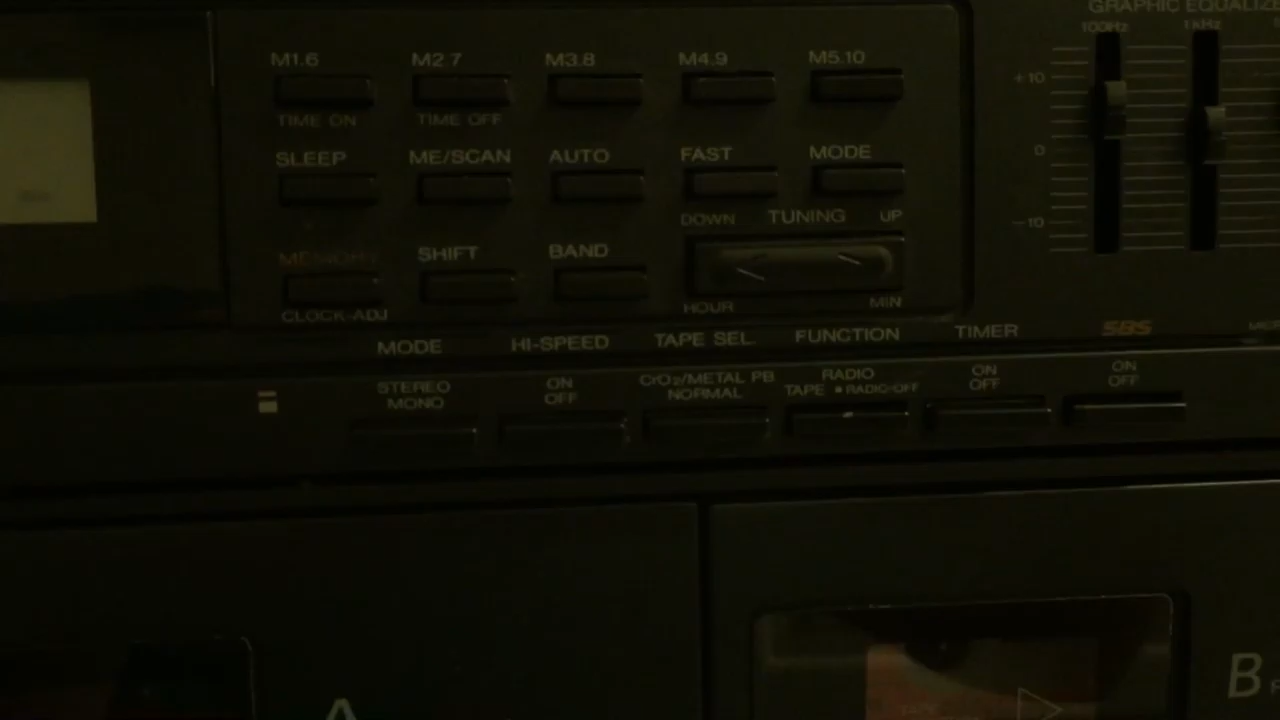 GRAPHIC EQUALIZE
100Hz 1kHz
M1.6 M2 7 M3.8 M4.9 M5.10
+10
TIME ON TIME OFF
SLEEP ME/SCAN AUTO FAST MODE
0
DOWN TUNING UP
-10
MEMORY SHIFT BAND
HOUR MIN
CLOCK-ADJ
MODE HI-SPEED TAPE SEL. FUNCTION TIMER SBS
STEREO ON CrO2/METAL PB RADIO ON ON
MONO OFF NORMAL TAPE ■ RADIO-OFF OFF OFF
A B